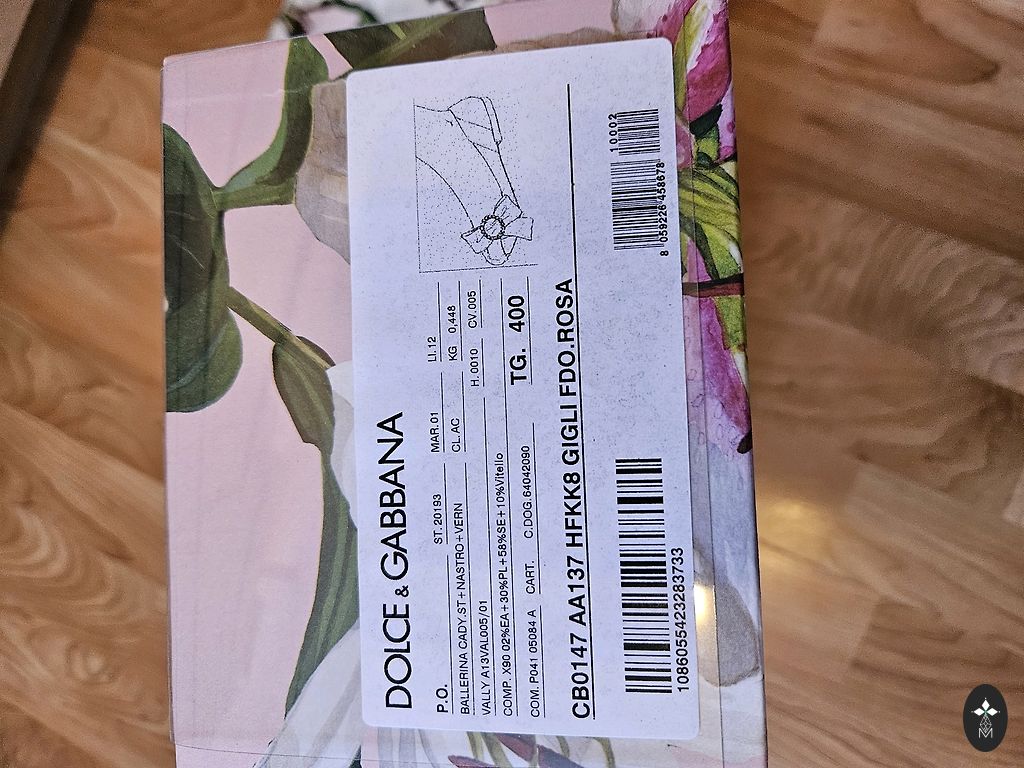 DOLCE & GABBANA
P.O. ST. 20193 MAR.01 LI.12
BALLERINA CADY.ST+NASTRO+VERN CL.AC KG 0,448
VALLY A13VAL005/01 H.0010 CV.005
COMP. X90 02%EA+30%PL+58%SE+10%Vitello
COM. P041 05084 A CART. C.DOG.64042090 TG. 400
CB0147 AA137 HFKK8 GIGLI FDO.ROSA
1086055423283733
10002
8 059226 458678
M